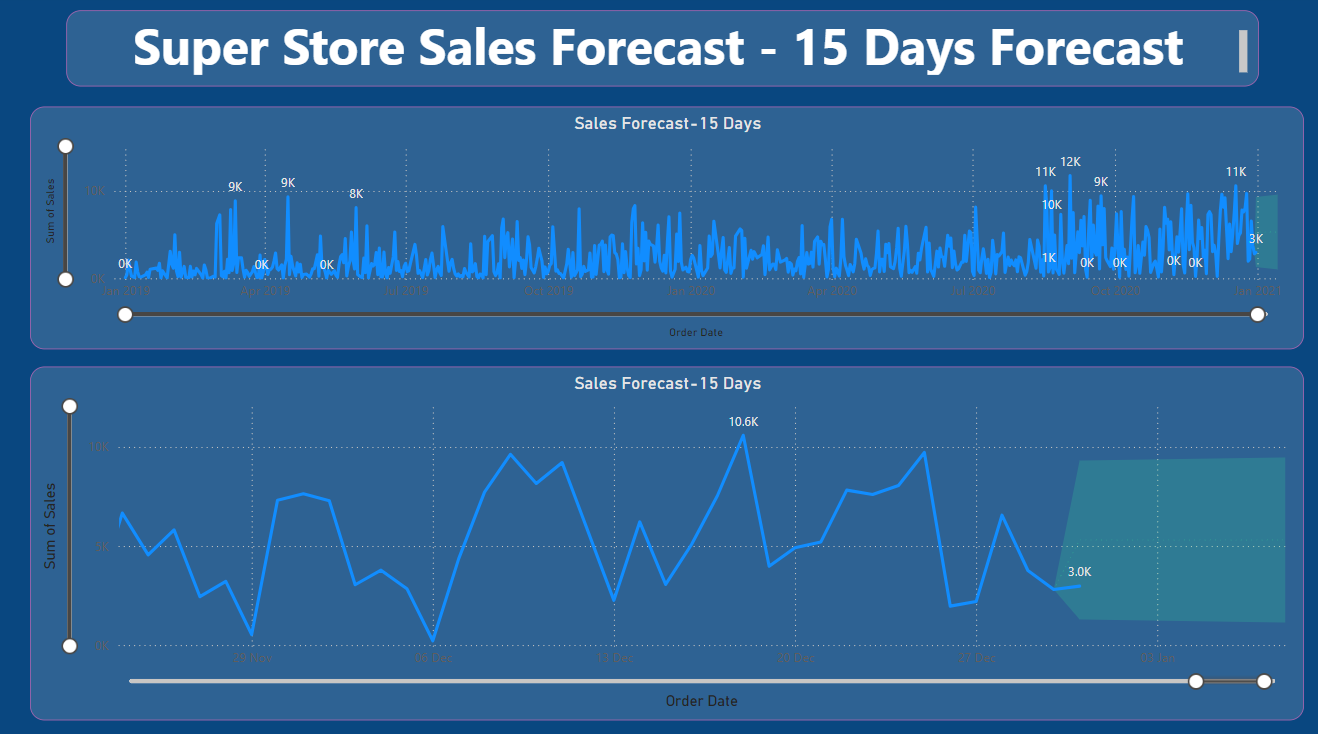 Super Store Sales Forecast - 15 Days Forecast
Sales Forecast-15 Days
Sum of Sales
10K
0K
0K
9K
0K
9K
0K
8K
11K
10K
1K
12K
0K
9K
0K
0K
0K
11K
3K
Jan 2019
Apr 2019
Jul 2019
Oct 2019
Jan 2020
Apr 2020
Jul 2020
Oct 2020
Jan 2021
Order Date
Sales Forecast-15 Days
Sum of Sales
10K
5K
0K
10.6K
3.0K
29 Nov
06 Dec
13 Dec
20 Dec
27 Dec
03 Jan
Order Date